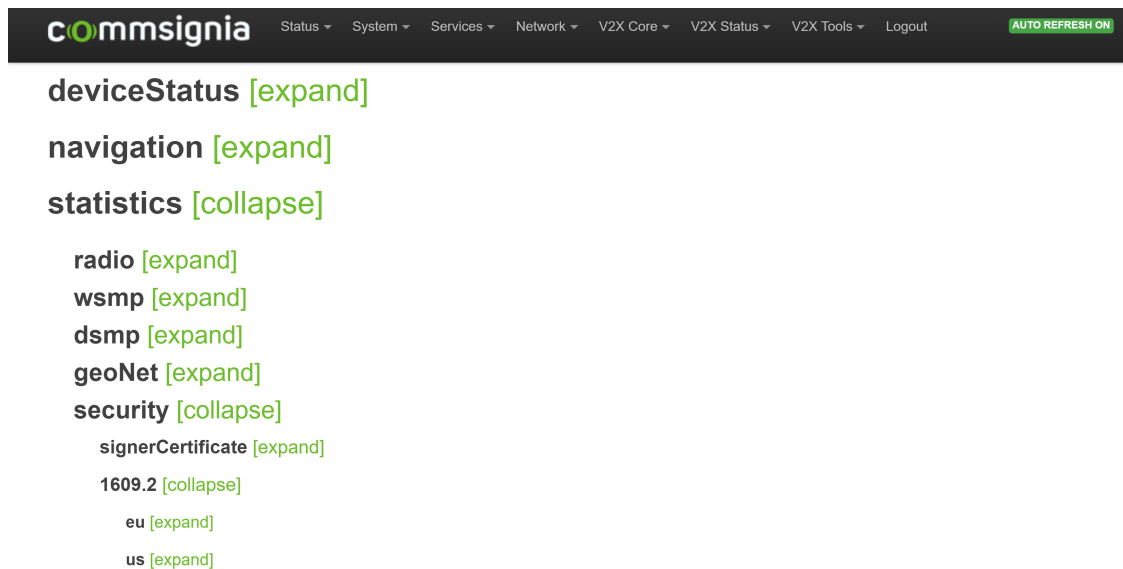 commsignia Status System Services Network V2X Core V2X Status V2X Tools Logout AUTO REFRESH ON
deviceStatus [expand]
navigation [expand]
statistics [collapse]
radio [expand]
wsmp [expand]
dsmp [expand]
geoNet [expand]
security [collapse]
signerCertificate [expand]
1609.2 [collapse]
eu [expand]
us [expand]